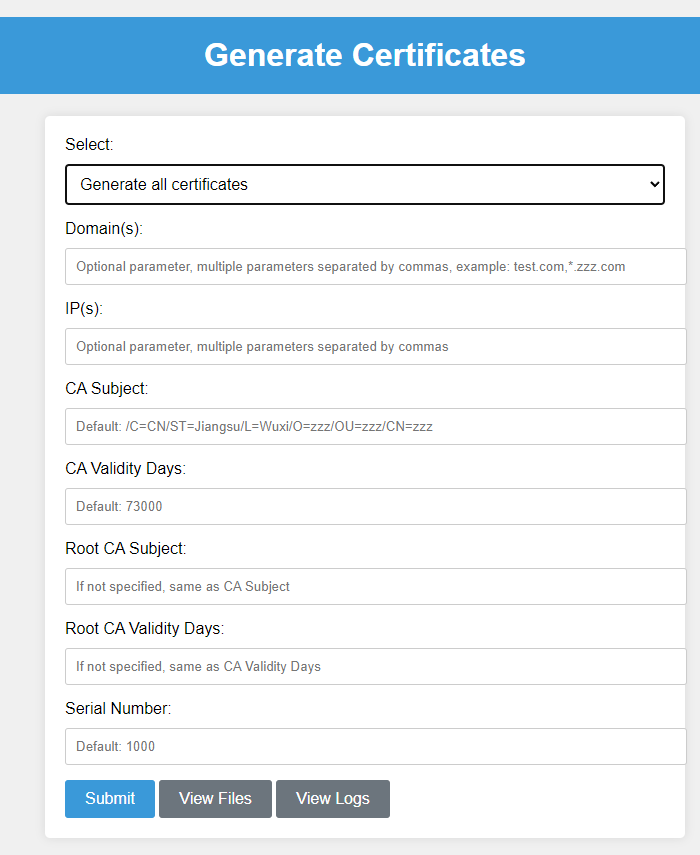 Generate Certificates
Select:
Generate all certificates
Domain(s):
Optional parameter, multiple parameters separated by commas, example: test.com,*.zzz.com
IP(s):
Optional parameter, multiple parameters separated by commas
CA Subject:
Default: /C=CN/ST=Jiangsu/L=Wuxi/O=zzz/OU=zzz/CN=zzz
CA Validity Days:
Default: 73000
Root CA Subject:
If not specified, same as CA Subject
Root CA Validity Days:
If not specified, same as CA Validity Days
Serial Number:
Default: 1000
Submit View Files View Logs